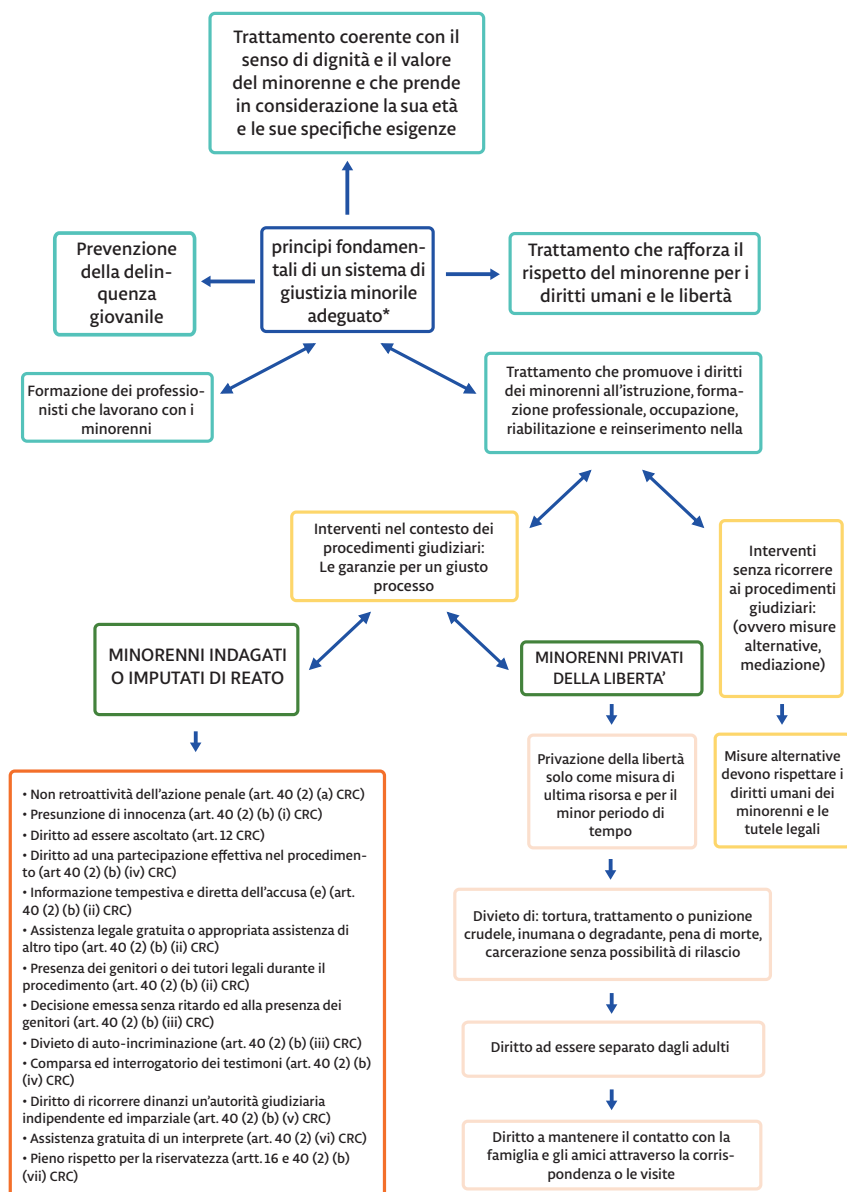 Trattamento coerente con il
senso di dignità e il valore
del minorenne e che prende
in considerazione la sua età
e le sue specifiche esigenze
Prevenzione
della delin-
quenza
giovanile
principi fondamen-
tali di un sistema di
giustizia minorile
adeguato*
Trattamento che rafforza il
rispetto del minorenne per i
diritti umani e le libertà
Formazione dei professio-
nisti che lavorano con i
minorenni
Trattamento che promuove i diritti
dei minorenni all'istruzione, forma-
zione professionale, occupazione,
riabilitazione e reinserimento nella
Interventi nel contesto dei
procedimenti giudiziari:
Le garanzie per un giusto
processo
Interventi
senza ricorrere
ai procedimenti
giudiziari:
(ovvero misure
alternative,
mediazione)
MINORENNI INDAGATI
O IMPUTATI DI REATO
MINORENNI PRIVATI
DELLA LIBERTA'
Privazione della libertà
solo come misura di
ultima risorsa e per il
minor periodo di
tempo
Misure alternative
devono rispettare i
diritti umani dei
minorenni e le
tutele legali
• Non retroattività dell'azione penale (art. 40 (2) (a) CRC)
• Presunzione di innocenza (art. 40 (2) (b) (i) CRC)
• Diritto ad essere ascoltato (art. 12 CRC)
• Diritto ad una partecipazione effettiva nel procedimen-
to (art 40 (2) (b) (iv) CRC)
• Informazione tempestiva e diretta dell'accusa (e) (art.
40 (2) (b) (ii) CRC)
• Assistenza legale gratuita o appropriata assistenza di
altro tipo (art. 40 (2) (b) (ii) CRC)
• Presenza dei genitori o dei tutori legali durante il
procedimento (art. 40 (2) (b) (ii) CRC)
• Decisione emessa senza ritardo ed alla presenza dei
genitori (art. 40 (2) (b) (iii) CRC)
• Divieto di auto-incriminazione (art. 40 (2) (b) (iii) CRC)
• Comparsa ed interrogatorio dei testimoni (art. 40 (2) (b)
(iv) CRC)
• Diritto di ricorrere dinanzi un'autorità giudiziaria
indipendente ed imparziale (art. 40 (2) (b) (v) CRC)
• Assistenza gratuita di un interprete (art. 40 (2) (vi) CRC)
• Pieno rispetto per la riservatezza (artt. 16 e 40 (2) (b)
(vii) CRC)
Divieto di: tortura, trattamento o punizione
crudele, inumana o degradante, pena di morte,
carcerazione senza possibilità di rilascio
Diritto ad essere separato dagli adulti
Diritto a mantenere il contatto con la
famiglia e gli amici attraverso la corris-
pondenza o le visite